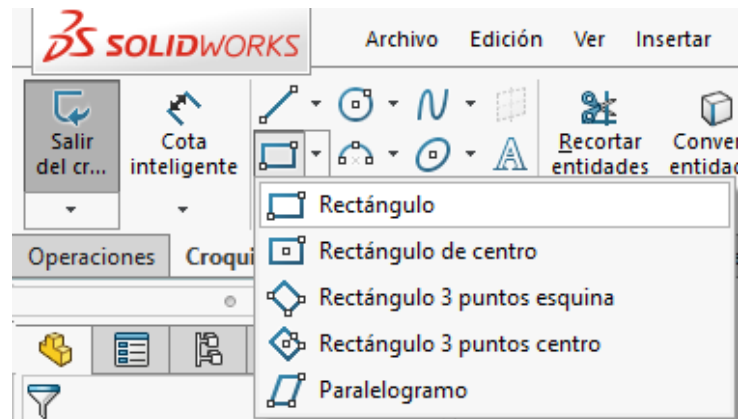 SOLIDWORKS
Archivo Edición Ver Insertar
Salir
del cr...
Cota
inteligente
Recortar
entidades
Conver
entidad
Rectángulo
Rectángulo de centro
Rectángulo 3 puntos esquina
Rectángulo 3 puntos centro
Paralelogramo
Operaciones Croqui